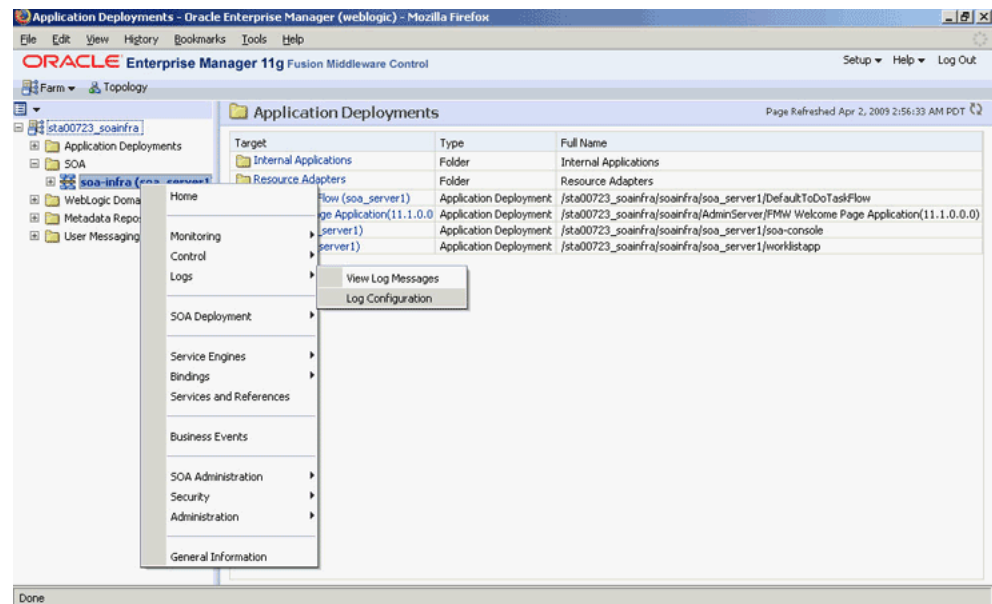 Application Deployments - Oracle Enterprise Manager (weblogic) - Mozilla Firefox
File Edit View History Bookmarks Tools Help
ORACLE Enterprise Manager 11g Fusion Middleware Control
Setup Help Log Out
Farm Topology
sta00723_soainfra
Application Deployments
SOA
soa-infra (soa_server1
WebLogic Doma
Metadata Repo
User Messaging
Application Deployments
Page Refreshed Apr 2, 2009 2:56:33 AM PDT
Target Type Full Name
Internal Applications Folder Internal Applications
Resource Adapters Folder Resource Adapters
Flow (soa_server1) Application Deployment /sta00723_soainfra/soainfra/soa_server1/DefaultToDoTaskFlow
ge Application(11.1.0.0 Application Deployment /sta00723_soainfra/soainfra/AdminServer/FMW Welcome Page Application(11.1.0.0.0)
server1) Application Deployment /sta00723_soainfra/soainfra/soa_server1/soa-console
server1) Application Deployment /sta00723_soainfra/soainfra/soa_server1/worklistapp
Home
Monitoring
Control
Logs
SOA Deployment
Service Engines
Bindings
Services and References
Business Events
SOA Administration
Security
Administration
General Information
View Log Messages
Log Configuration
Done